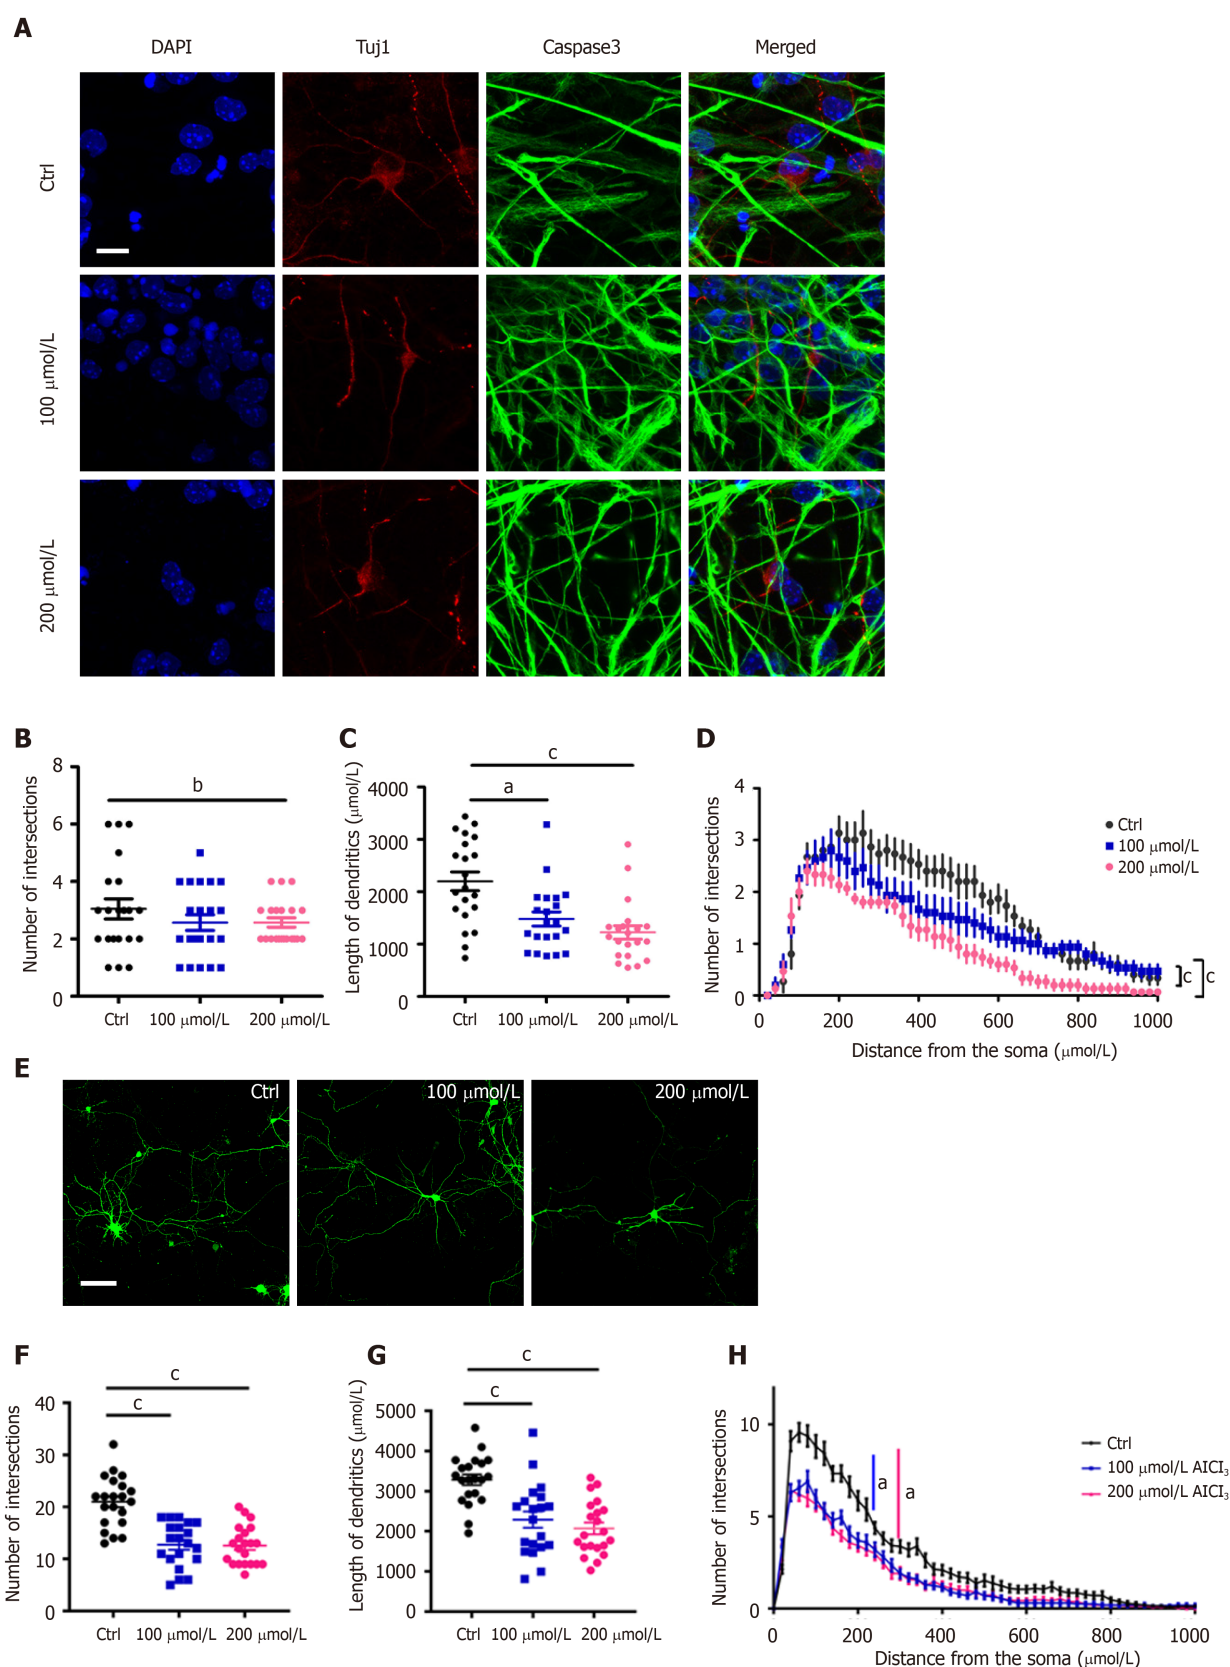 A
DAPI Tuj1 Caspase3 Merged
Ctrl
100 μmol/L
200 μmol/L
B
Number of intersections
8
6
4
2
0
b
Ctrl 100 μmol/L 200 μmol/L
C
Length of dendritics (μmol/L)
4000
3000
2000
1000
0
c
a
Ctrl 100 μmol/L 200 μmol/L
D
Number of intersections
4
3
2
1
0
Ctrl
100 μmol/L
200 μmol/L
c c
0 200 400 600 800 1000
Distance from the soma (μmol/L)
E
Ctrl 100 μmol/L 200 μmol/L
F
Number of intersections
40
30
20
10
0
c
c
Ctrl 100 μmol/L 200 μmol/L
G
Length of dendritics (μmol/L)
5000
4000
3000
2000
1000
0
c
c
Ctrl 100 μmol/L 200 μmol/L
H
Number of intersections
10
5
0
a a
Ctrl
100 μmol/L AlCl₃
200 μmol/L AlCl₃
0 200 400 600 800 1000
Distance from the soma (μmol/L)